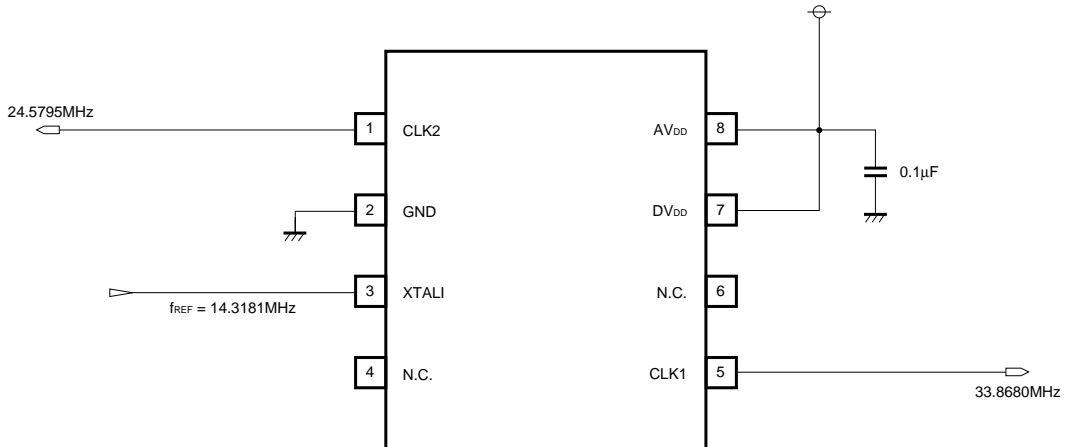 24.5795MHz
1 CLK2
AVDD 8
0.1µF
2 GND
DVDD 7
3 XTALI
N.C. 6
fREF = 14.3181MHz
4 N.C.
CLK1 5
33.8680MHz